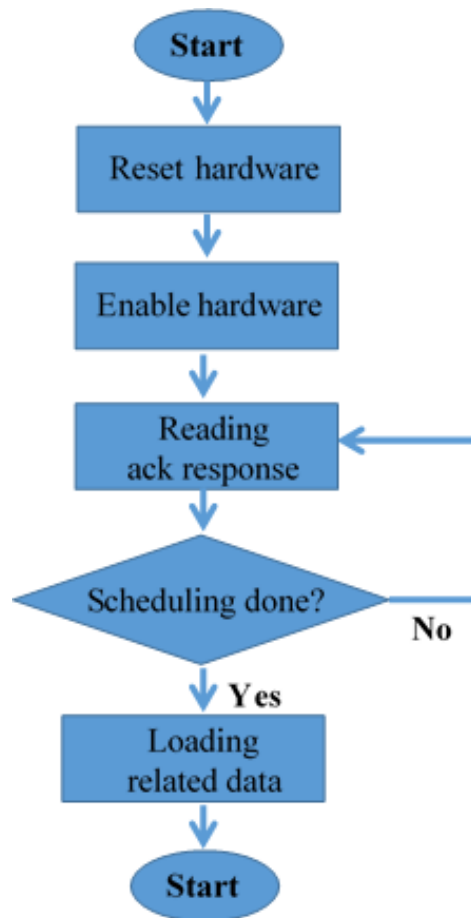 Start
Reset hardware
Enable hardware
Reading
ack response
Scheduling done?
No
Yes
Loading
related data
Start